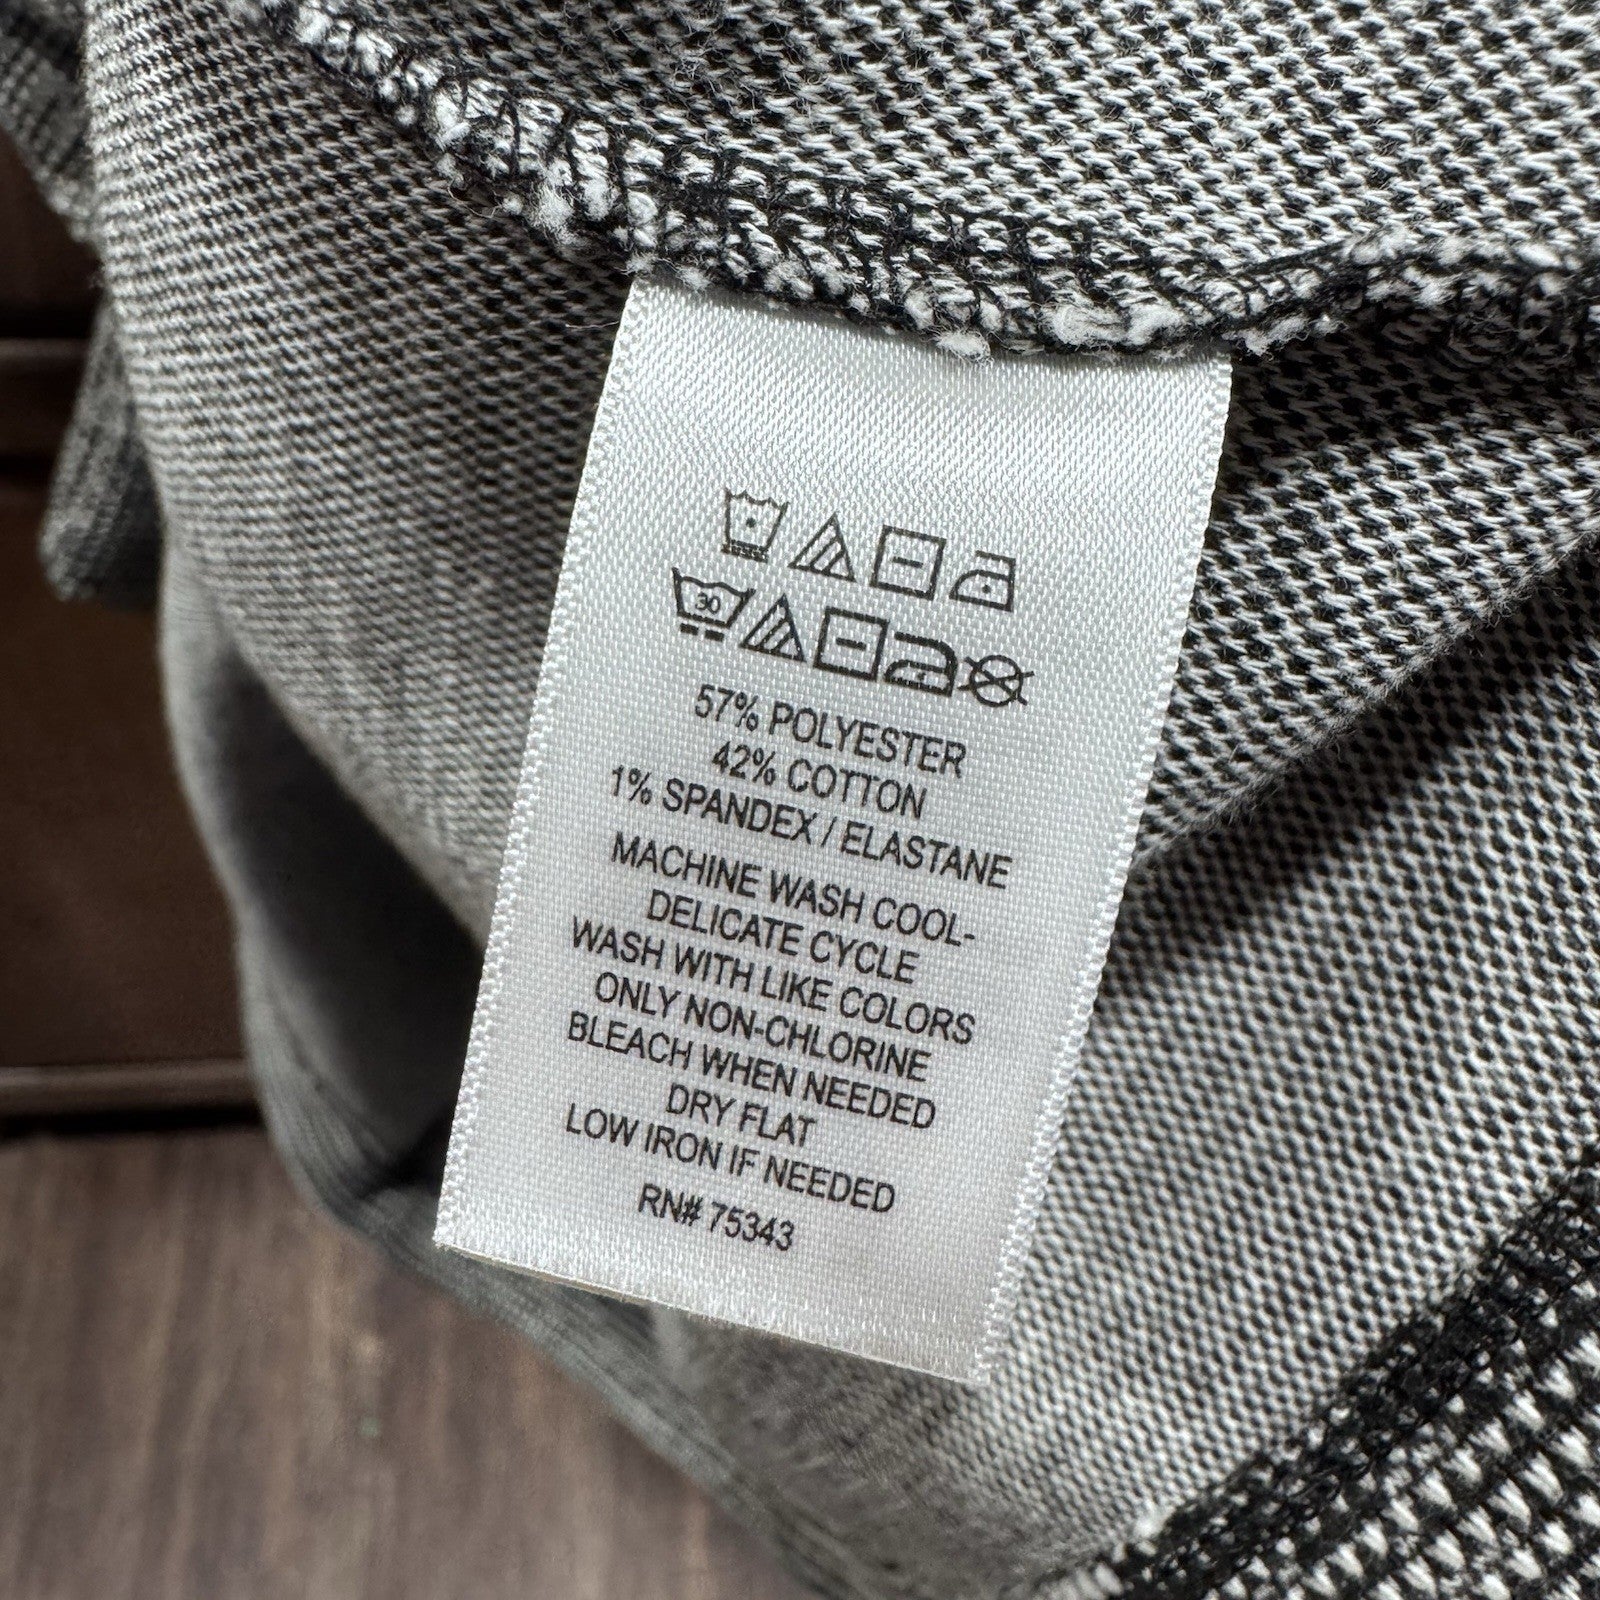 30
57% POLYESTER
42% COTTON
1% SPANDEX / ELASTANE
MACHINE WASH COOL-
DELICATE CYCLE
WASH WITH LIKE COLORS
ONLY NON-CHLORINE
BLEACH WHEN NEEDED
DRY FLAT
LOW IRON IF NEEDED
RN# 75343